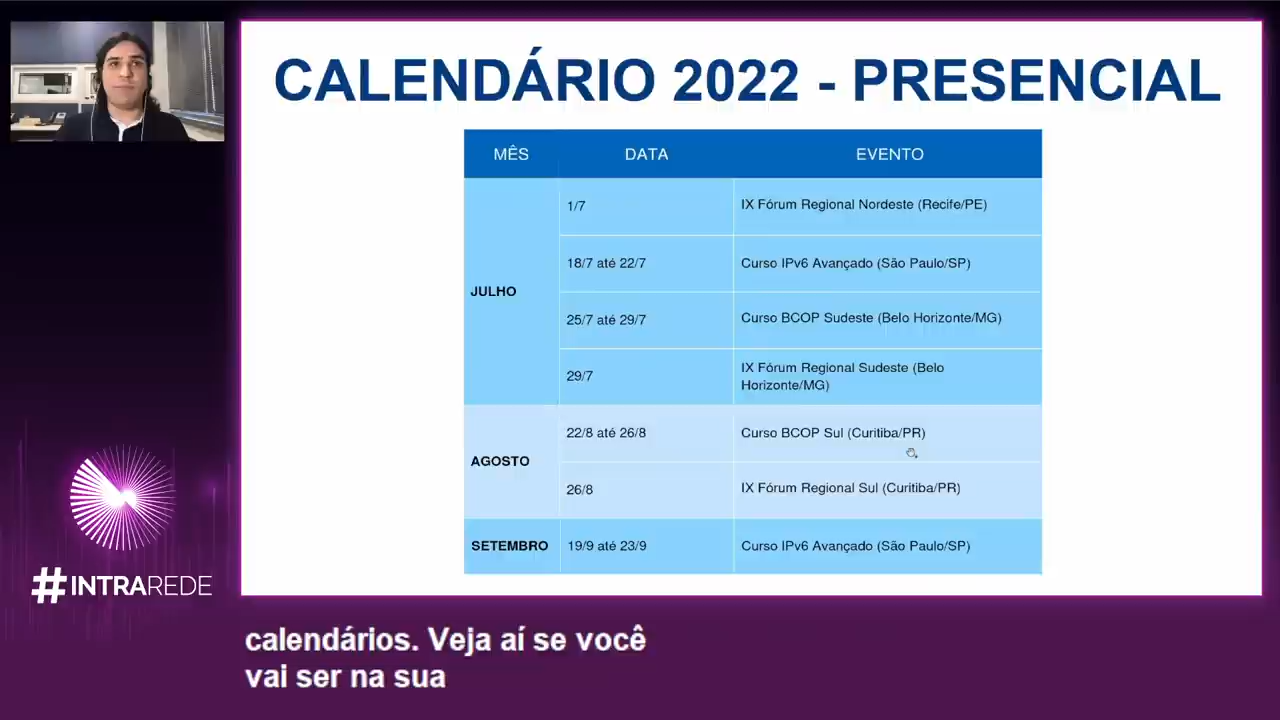 CALENDÁRIO 2022 - PRESENCIAL
MÊS DATA EVENTO
JULHO
1/7 IX Fórum Regional Nordeste (Recife/PE)
18/7 até 22/7 Curso IPv6 Avançado (São Paulo/SP)
25/7 até 29/7 Curso BCOP Sudeste (Belo Horizonte/MG)
29/7 IX Fórum Regional Sudeste (Belo
Horizonte/MG)
AGOSTO
22/8 até 26/8 Curso BCOP Sul (Curitiba/PR)
26/8 IX Fórum Regional Sul (Curitiba/PR)
SETEMBRO 19/9 até 23/9 Curso IPv6 Avançado (São Paulo/SP)
#INTRAREDE
calendários. Veja aí se você
vai ser na sua